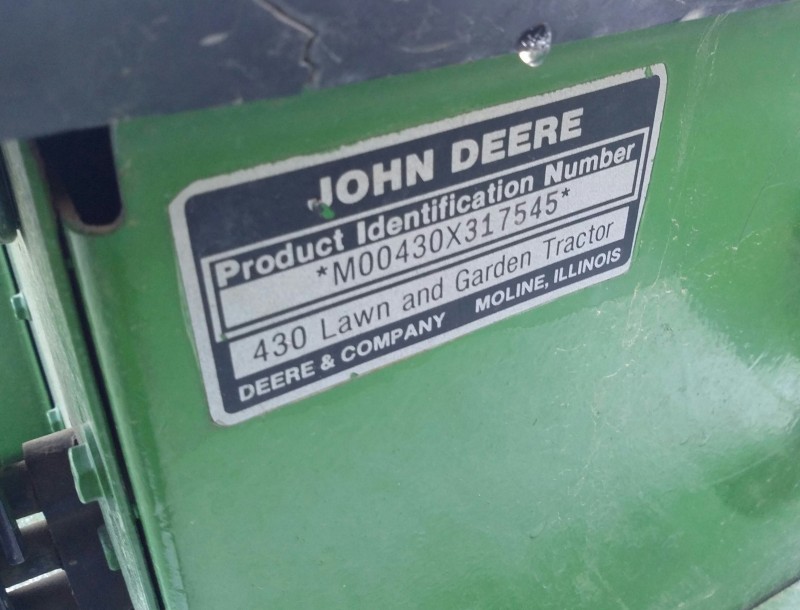 JOHN DEERE
Product Identification Number
*M00430X317545*
430 Lawn and Garden Tractor
DEERE & COMPANY MOLINE, ILLINOIS